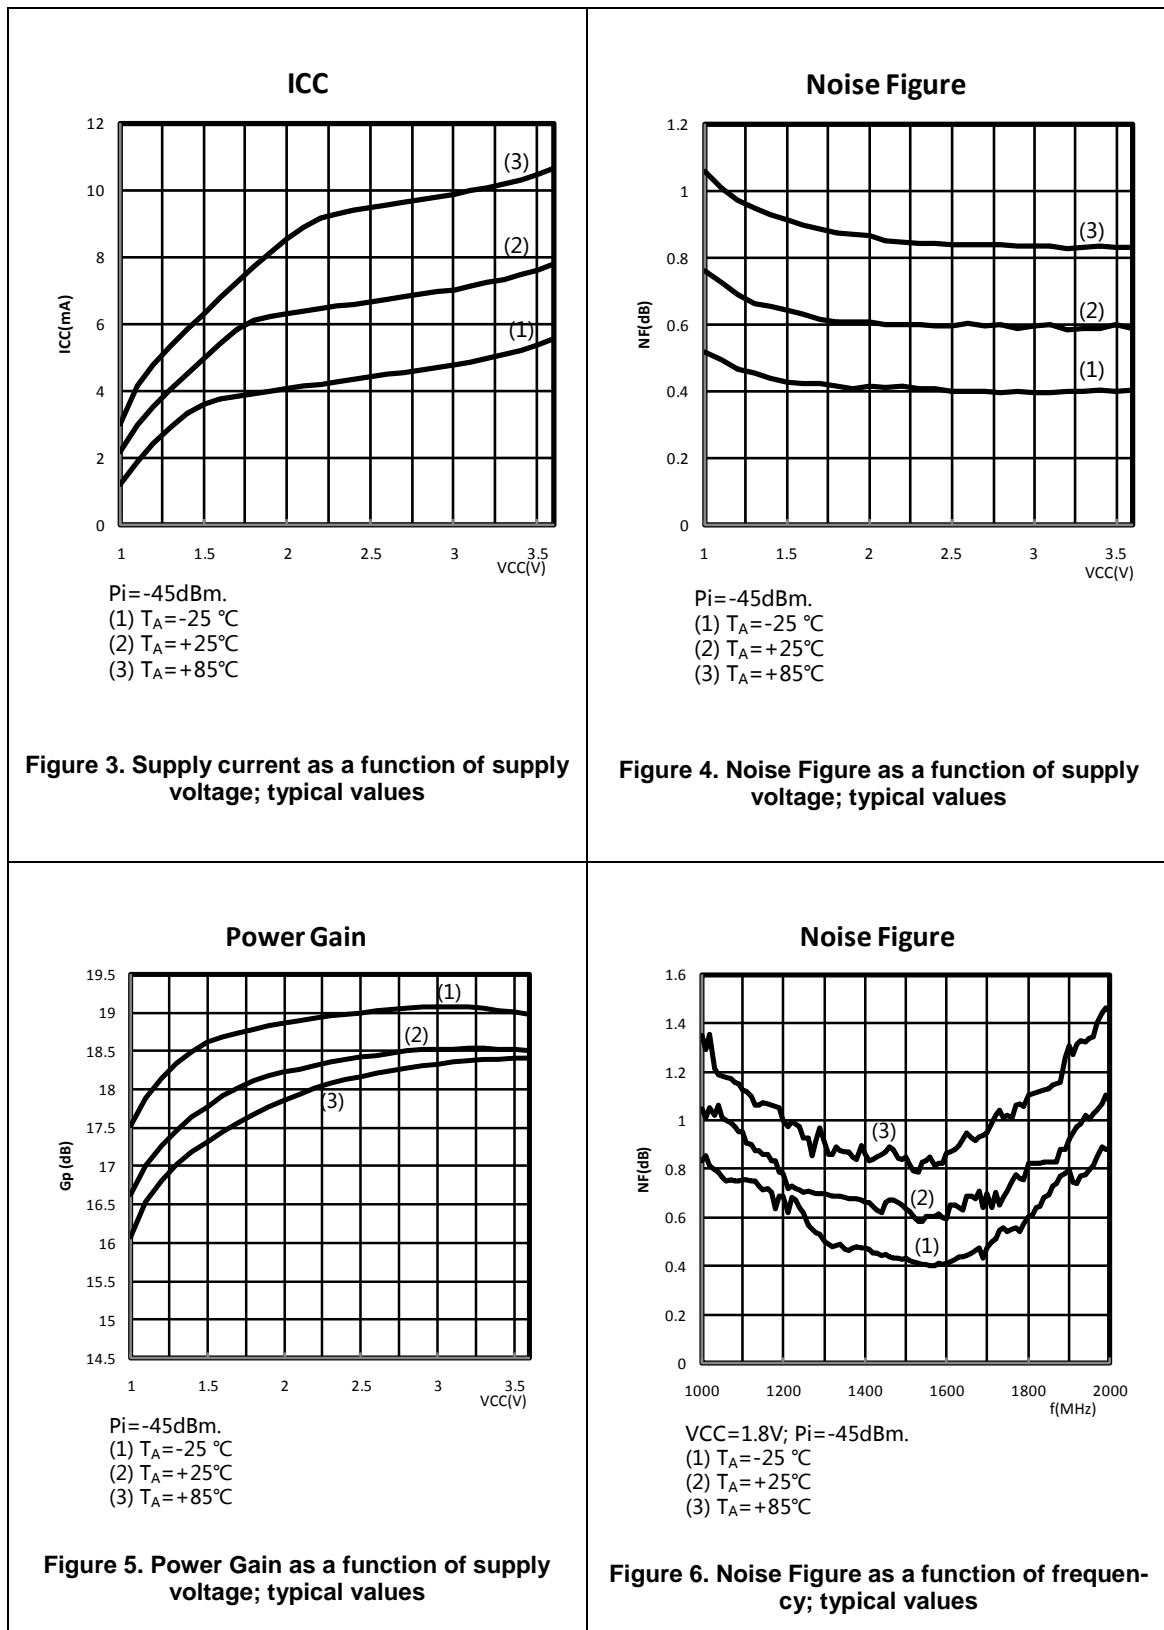 ICC
12
10
8
6
4
2
0
ICC(mA)
(3)
(2)
(1)
1 1.5 2 2.5 3 3.5
VCC(V)
Pi=-45dBm.
(1) TA=-25 ℃
(2) TA=+25℃
(3) TA=+85℃
Figure 3. Supply current as a function of supply
voltage; typical values
Noise Figure
1.2
1
0.8
0.6
0.4
0.2
0
NF(dB)
(3)
(2)
(1)
1 1.5 2 2.5 3 3.5
VCC(V)
Pi=-45dBm.
(1) TA=-25 ℃
(2) TA=+25℃
(3) TA=+85℃
Figure 4. Noise Figure as a function of supply
voltage; typical values
Power Gain
19.5
19
18.5
18
17.5
17
16.5
16
15.5
15
14.5
Gp (dB)
(1)
(2)
(3)
1 1.5 2 2.5 3 3.5
VCC(V)
Pi=-45dBm.
(1) TA=-25 ℃
(2) TA=+25℃
(3) TA=+85℃
Figure 5. Power Gain as a function of supply
voltage; typical values
Noise Figure
1.6
1.4
1.2
1
0.8
0.6
0.4
0.2
0
NF(dB)
(3)
(2)
(1)
1000 1200 1400 1600 1800 2000
f(MHz)
VCC=1.8V; Pi=-45dBm.
(1) TA=-25 ℃
(2) TA=+25℃
(3) TA=+85℃
Figure 6. Noise Figure as a function of frequen-
cy; typical values